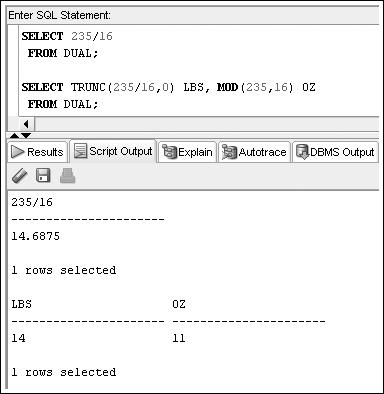 Enter SQL Statement:
SELECT 235/16
FROM DUAL;
SELECT TRUNC(235/16,0) LBS, MOD(235,16) OZ
FROM DUAL;
Results Script Output Explain Autotrace DBMS Output
235/16
----------------------
14.6875
1 rows selected
LBS OZ
---------------------- ----------------------
14 11
1 rows selected